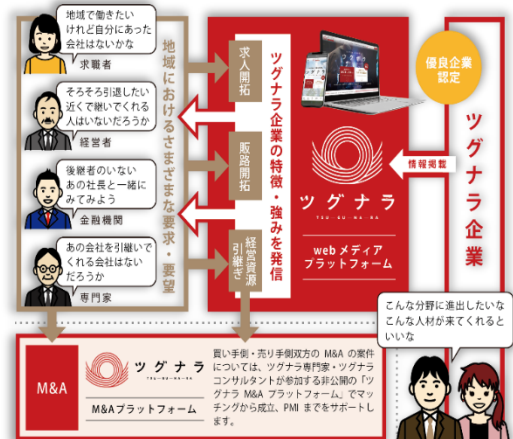 地域で働きたい
けれど自分にあった
会社はないかな
求職者
そろそろ引退したい
近くで継いでくれる
人はいないだろうか
経営者
後継者のいない
あの社長と一緒に
みてみよう
金融機関
あの会社を引継いで
くれる会社はない
だろうか
専門家
地域におけるさまざまな要求・要望
求人開拓
販路開拓
経営資源
引継ぎ
ツグナラ企業の特徴・強みを発信
ツグナラ
TSU-GU-NA-RA
webメディア
プラットフォーム
優良企業
認定
情報掲載
ツグナラ企業
こんな分野に進出したいな
こんな人材が来てくれると
いいな
M&A
ツグナラ
TSU-GU-NA-RA
M&Aプラットフォーム
買い手側・売り手側双方の M&A の案件
については、ツグナラ専門家・ツグナラ
コンサルタントが参加する非公開の「ツ
グナラ M&A プラットフォーム」でマッ
チングから成立、PMI までをサポートし
ます。